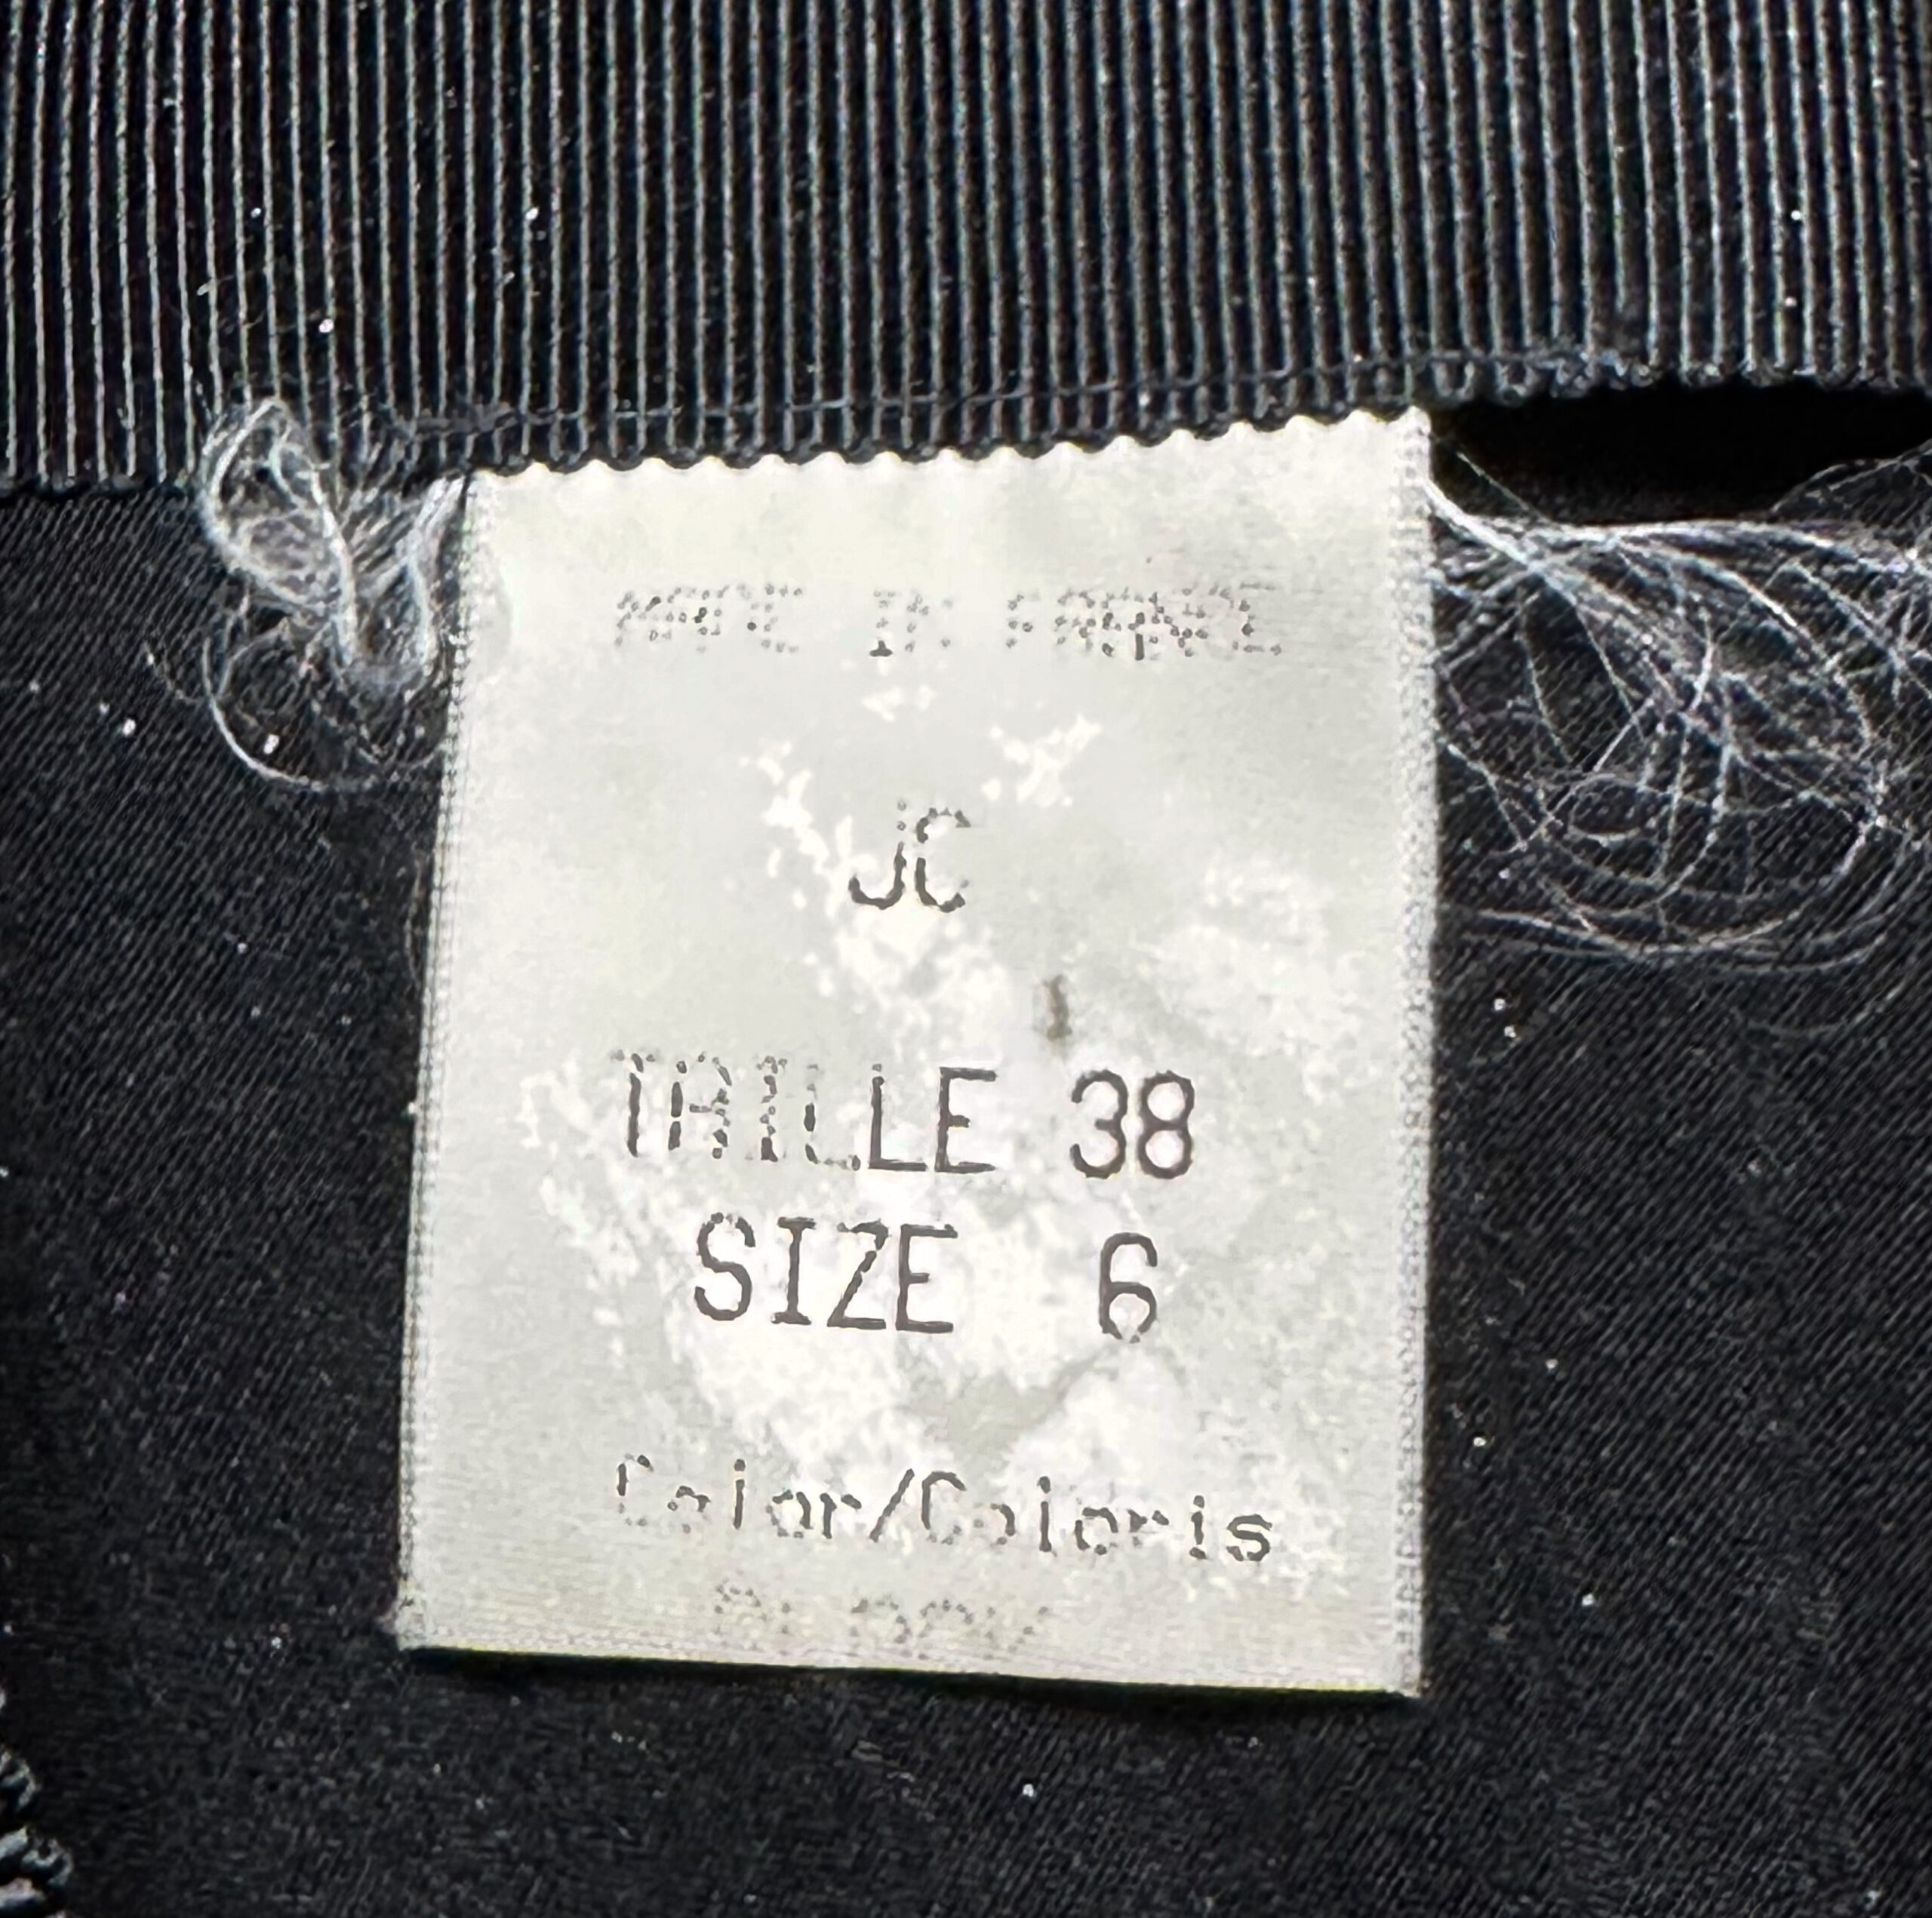 MADE IN FRANCE
JC
TAILLE 38
SIZE 6
Color/Coloris